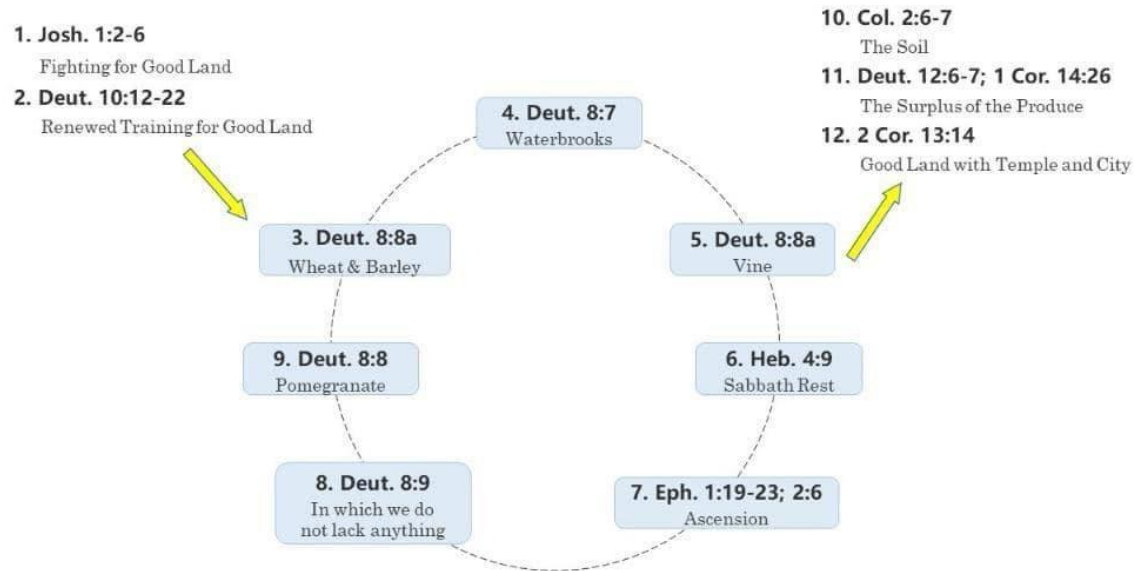 1. Josh. 1:2-6
Fighting for Good Land
2. Deut. 10:12-22
Renewed Training for Good Land
3. Deut. 8:8a
Wheat & Barley
4. Deut. 8:7
Waterbrooks
5. Deut. 8:8a
Vine
6. Heb. 4:9
Sabbath Rest
7. Eph. 1:19-23; 2:6
Ascension
8. Deut. 8:9
In which we do
not lack anything
9. Deut. 8:8
Pomegranate
10. Col. 2:6-7
The Soil
11. Deut. 12:6-7; 1 Cor. 14:26
The Surplus of the Produce
12. 2 Cor. 13:14
Good Land with Temple and City